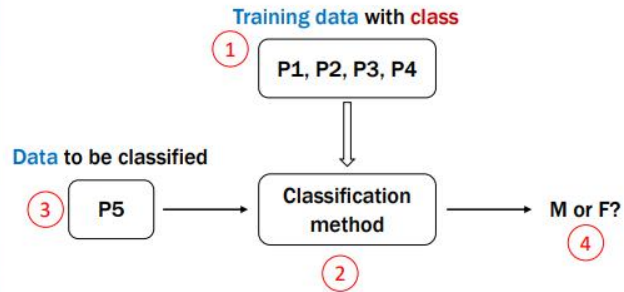 Training data with class
1
P1, P2, P3, P4
Data to be classified
3
P5
Classification
method
M or F?
4
2